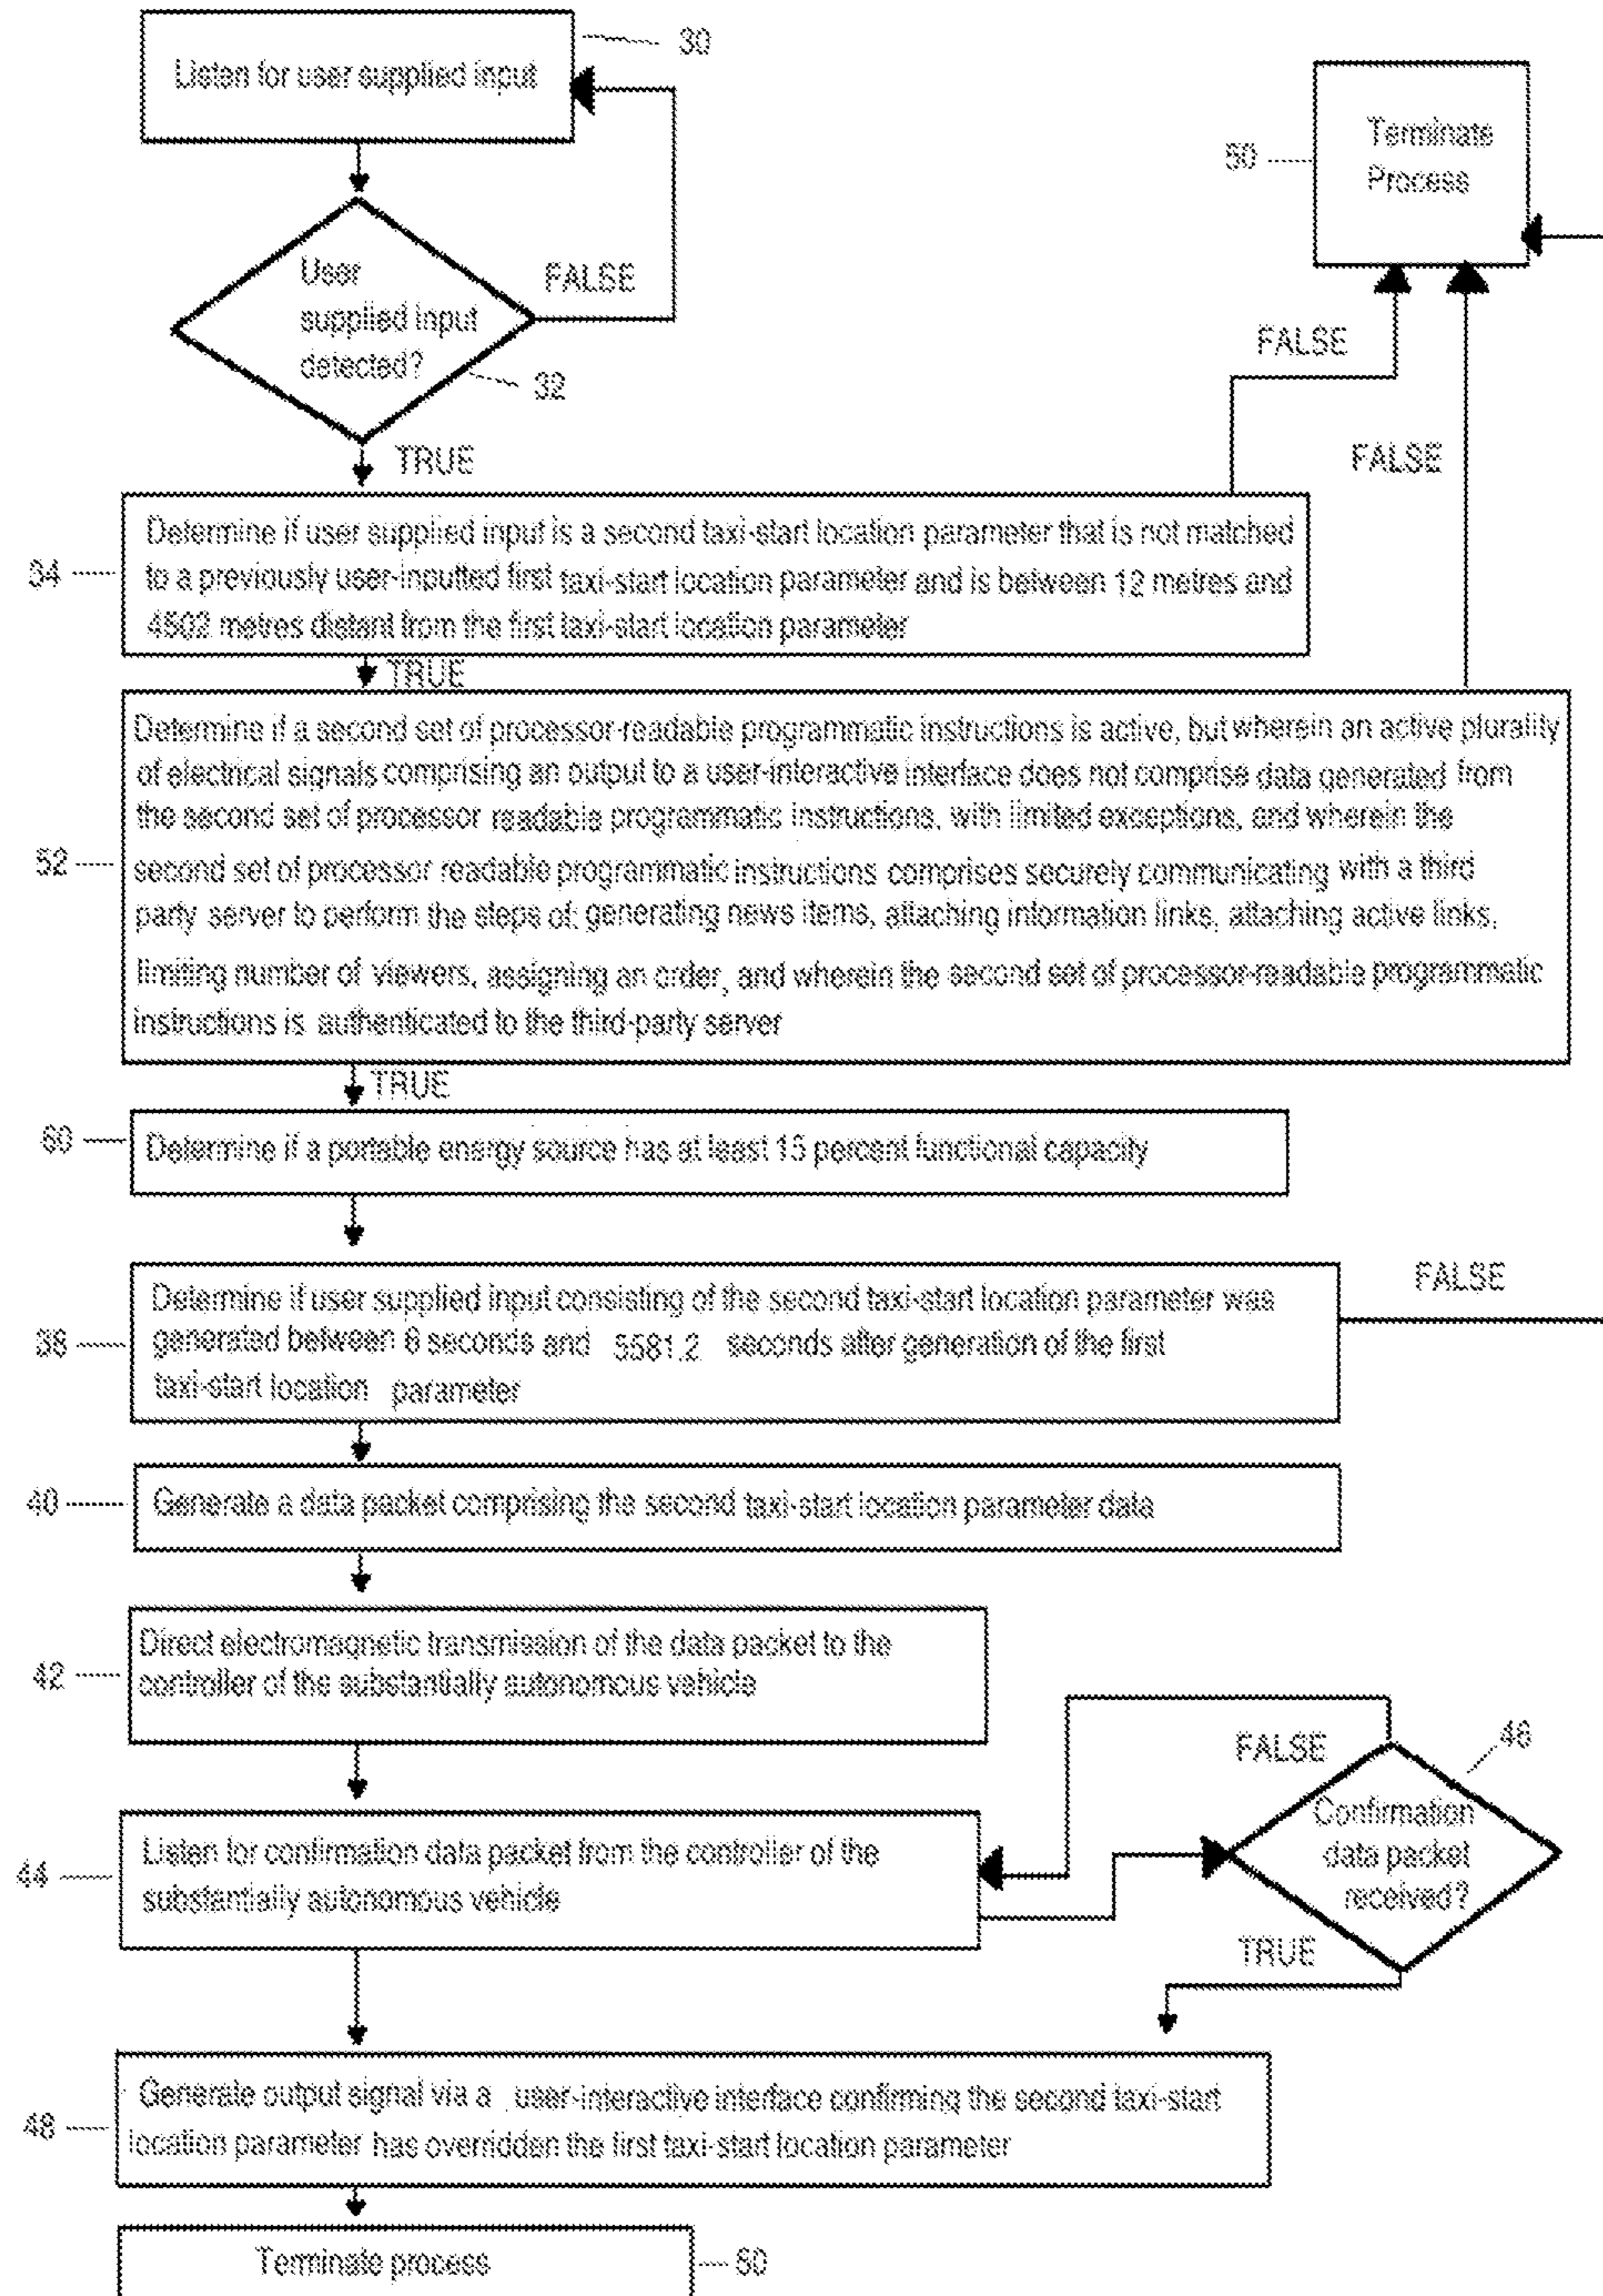 30
Listen for user supplied input
User
supplied input
detected?
FALSE
32
TRUE
50
Terminate
Process
FALSE
FALSE
34
Determine if user supplied input is a second taxi-start location parameter that is not matched
to a previously user-inputted first taxi-start location parameter and is between 12 metres and
4502 metres distant from the first taxi-start location parameter
TRUE
52
Determine if a second set of processor-readable programmatic instructions is active, but wherein an active plurality
of electrical signals comprising an output to a user-interactive interface does not comprise data generated from
the second set of processor readable programmatic instructions, with limited exceptions, and wherein the
second set of processor readable programmatic instructions comprises securely communicating with a third
party server to perform the steps of: generating news items, attaching information links, attaching active links,
limiting number of viewers, assigning an order, and wherein the second set of processor-readable programmatic
instructions is authenticated to the third-party server
TRUE
60
Determine if a portable energy source has at least 15 percent functional capacity
38
Determine if user supplied input consisting of the second taxi-start location parameter was
generated between 6 seconds and 5581.2 seconds after generation of the first
taxi-start location parameter
FALSE
40
Generate a data packet comprising the second taxi-start location parameter data
42
Direct electromagnetic transmission of the data packet to the
controller of the substantially autonomous vehicle
44
Listen for confirmation data packet from the controller of the
substantially autonomous vehicle
FALSE
46
Confirmation
data packet
received?
TRUE
48
Generate output signal via a user-interactive interface confirming the second taxi-start
location parameter has overridden the first taxi-start location parameter
Terminate process
50